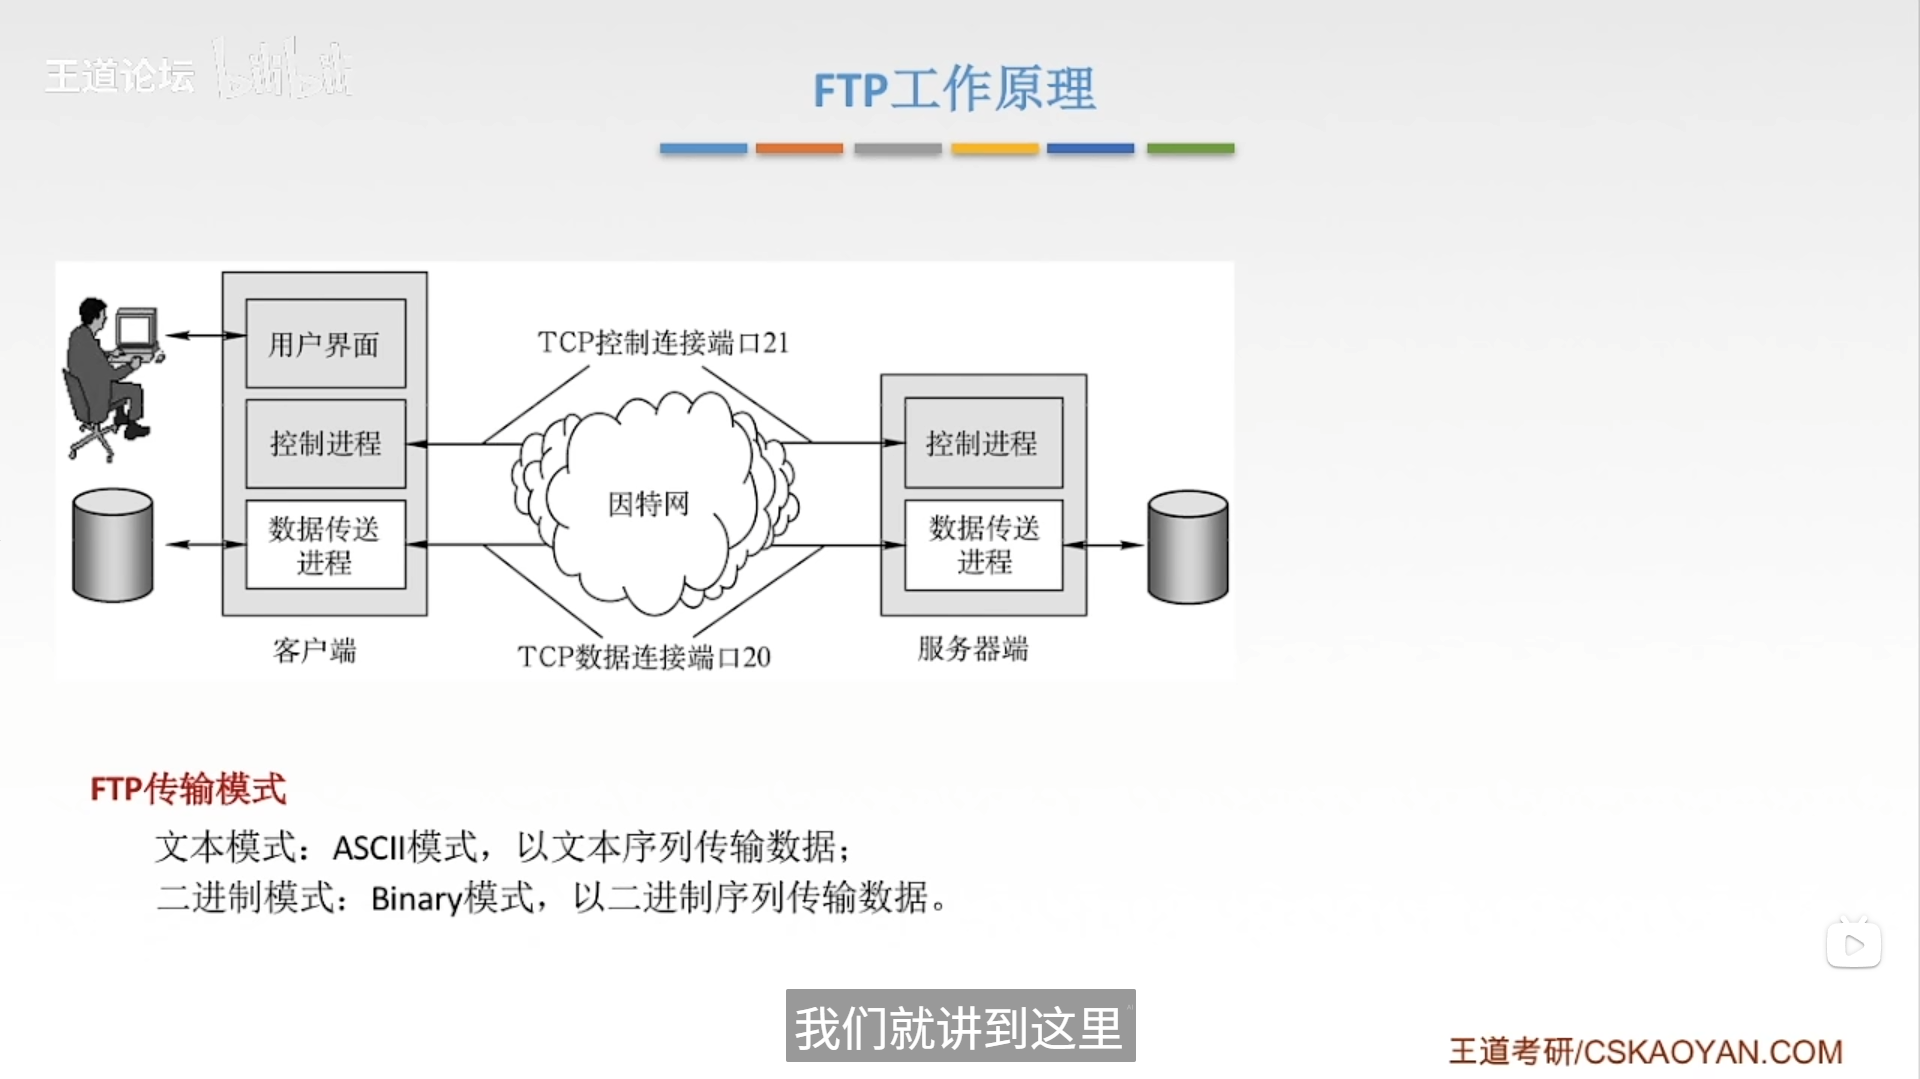 王道论坛 bilibili
FTP工作原理
用户界面
TCP控制连接端口21
控制进程
控制进程
因特网
数据传送
进程
数据传送
进程
客户端
TCP数据连接端口20
服务器端
FTP传输模式
文本模式：ASCII模式，以文本序列传输数据；
二进制模式：Binary模式，以二进制序列传输数据。
我们就讲到这里
王道考研/CSKAOYAN.COM